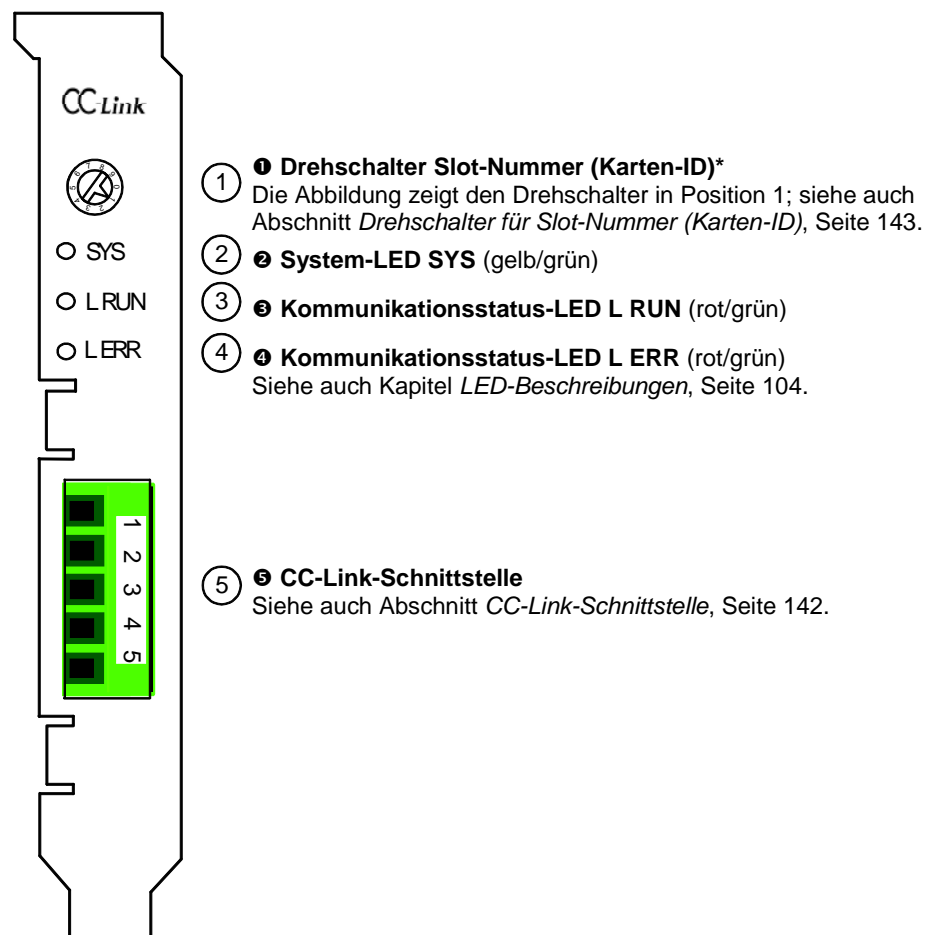 CC-Link
SYS
L RUN
L ERR
1
2
3
4
5
1 ❶ Drehschalter Slot-Nummer (Karten-ID)*
Die Abbildung zeigt den Drehschalter in Position 1; siehe auch
Abschnitt Drehschalter für Slot-Nummer (Karten-ID), Seite 143.
2 ❷ System-LED SYS (gelb/grün)
3 ❸ Kommunikationsstatus-LED L RUN (rot/grün)
4 ❹ Kommunikationsstatus-LED L ERR (rot/grün)
Siehe auch Kapitel LED-Beschreibungen, Seite 104.
5 ❺ CC-Link-Schnittstelle
Siehe auch Abschnitt CC-Link-Schnittstelle, Seite 142.